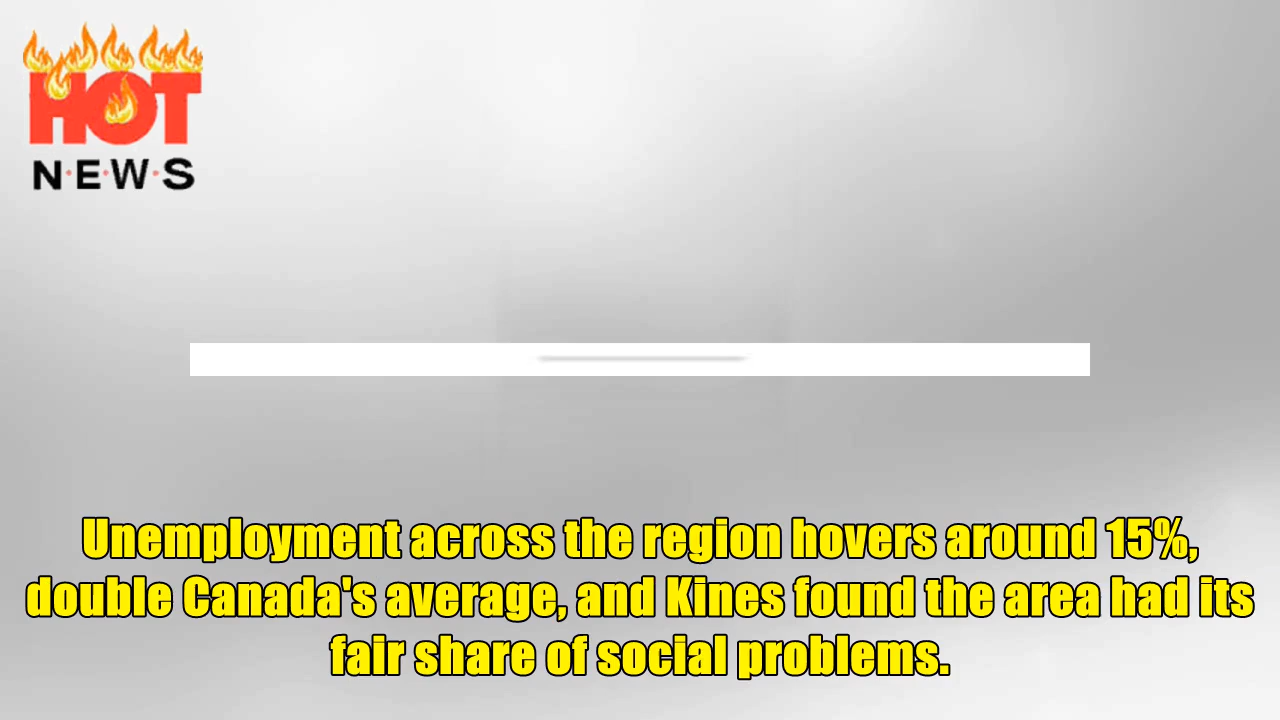 HOT
N·E·W·S
Unemployment across the region hovers around 15%,
double Canada's average, and Kines found the area had its
fair share of social problems.